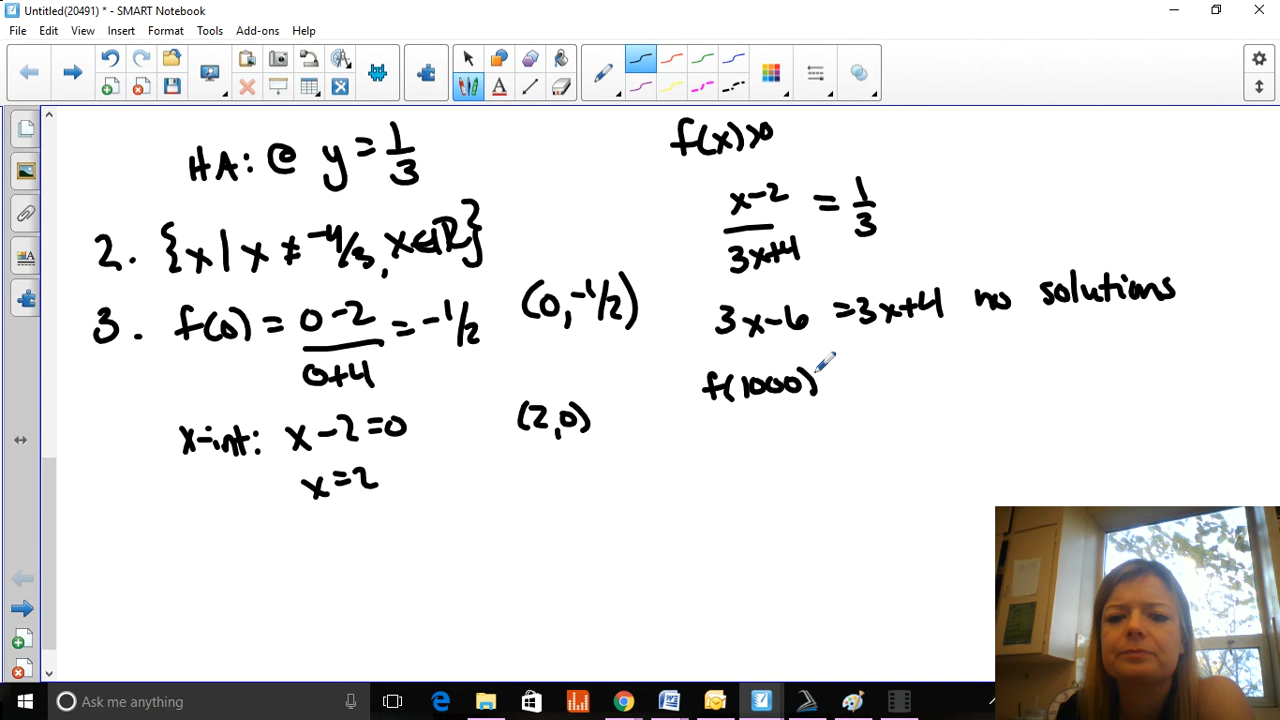 Untitled(20491) * - SMART Notebook
File Edit View Insert Format Tools Add-ons Help
HA: @ y = 1/3
2. {x | x ≠ -4/3, x∈ℝ}
3. f(0) = 0-2/0+4 = -1/2 (0, -1/2)
x-int: x-2=0 (2,0)
x=2
f(x)>0
x-2/3x+4 = 1/3
3x-6 =3x+4 no solutions
f(1000)
Ask me anything